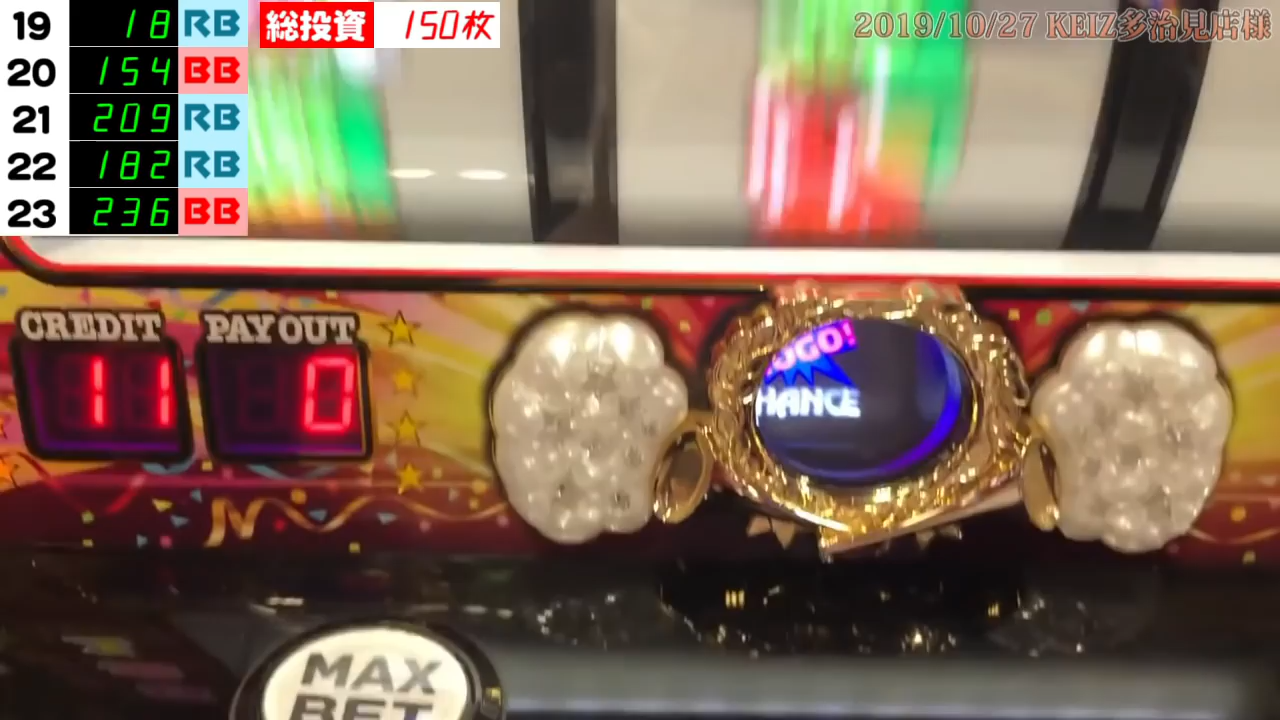 19 18 RB
20 154 BB
21 209 RB
22 182 RB
23 236 BB
総投資 150枚
2019/10/27 KEIZ多治見店様
CREDIT PAY OUT
11 0
GOGO!
CHANCE
MAX
BET